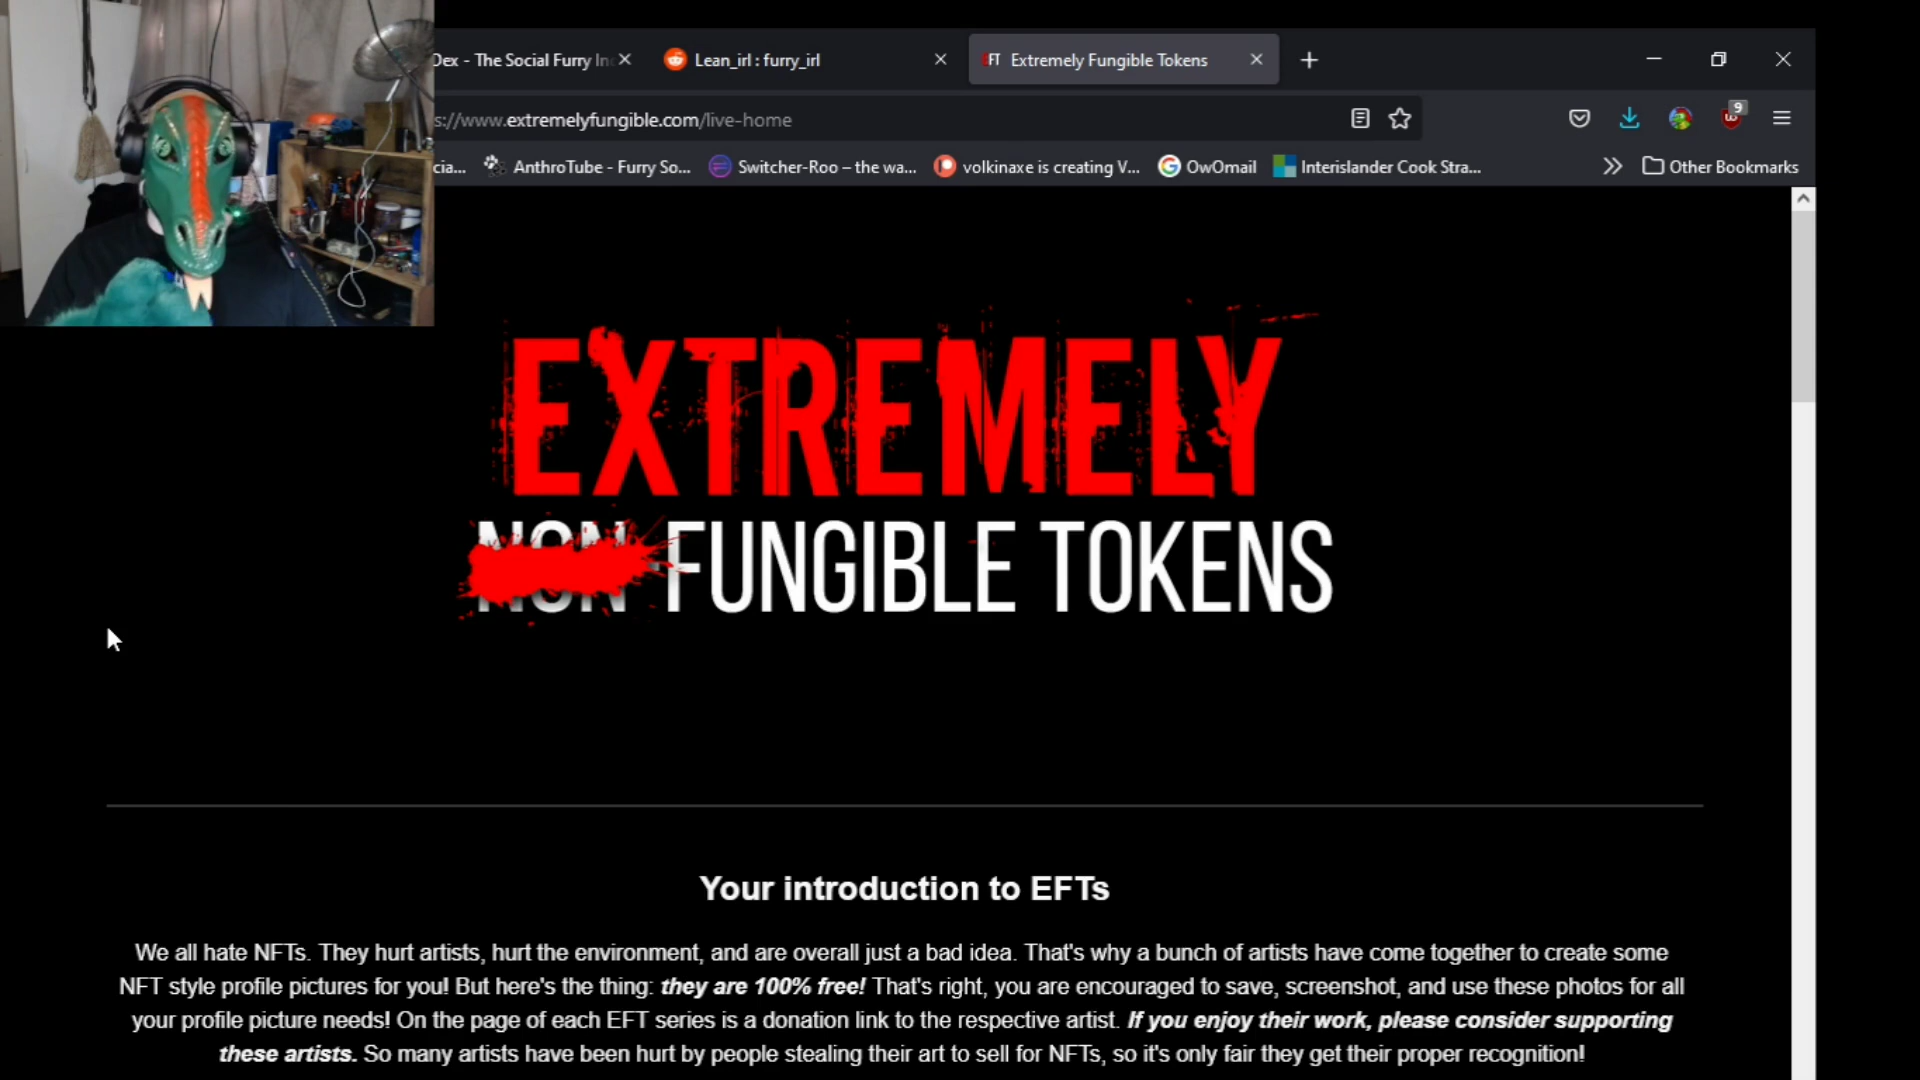 Dex - The Social Furry In
Lean_irl : furry_irl
FT Extremely Fungible Tokens
s://www.extremelyfungible.com/live-home
9
cia...
AnthroTube - Furry So...
Switcher-Roo – the wa...
volkinaxe is creating V...
OwOmail
Interislander Cook Stra...
Other Bookmarks
EXTREMELY
NON FUNGIBLE TOKENS
Your introduction to EFTs
We all hate NFTs. They hurt artists, hurt the environment, and are overall just a bad idea. That's why a bunch of artists have come together to create some
NFT style profile pictures for you! But here's the thing: they are 100% free! That's right, you are encouraged to save, screenshot, and use these photos for all
your profile picture needs! On the page of each EFT series is a donation link to the respective artist. If you enjoy their work, please consider supporting
these artists. So many artists have been hurt by people stealing their art to sell for NFTs, so it's only fair they get their proper recognition!